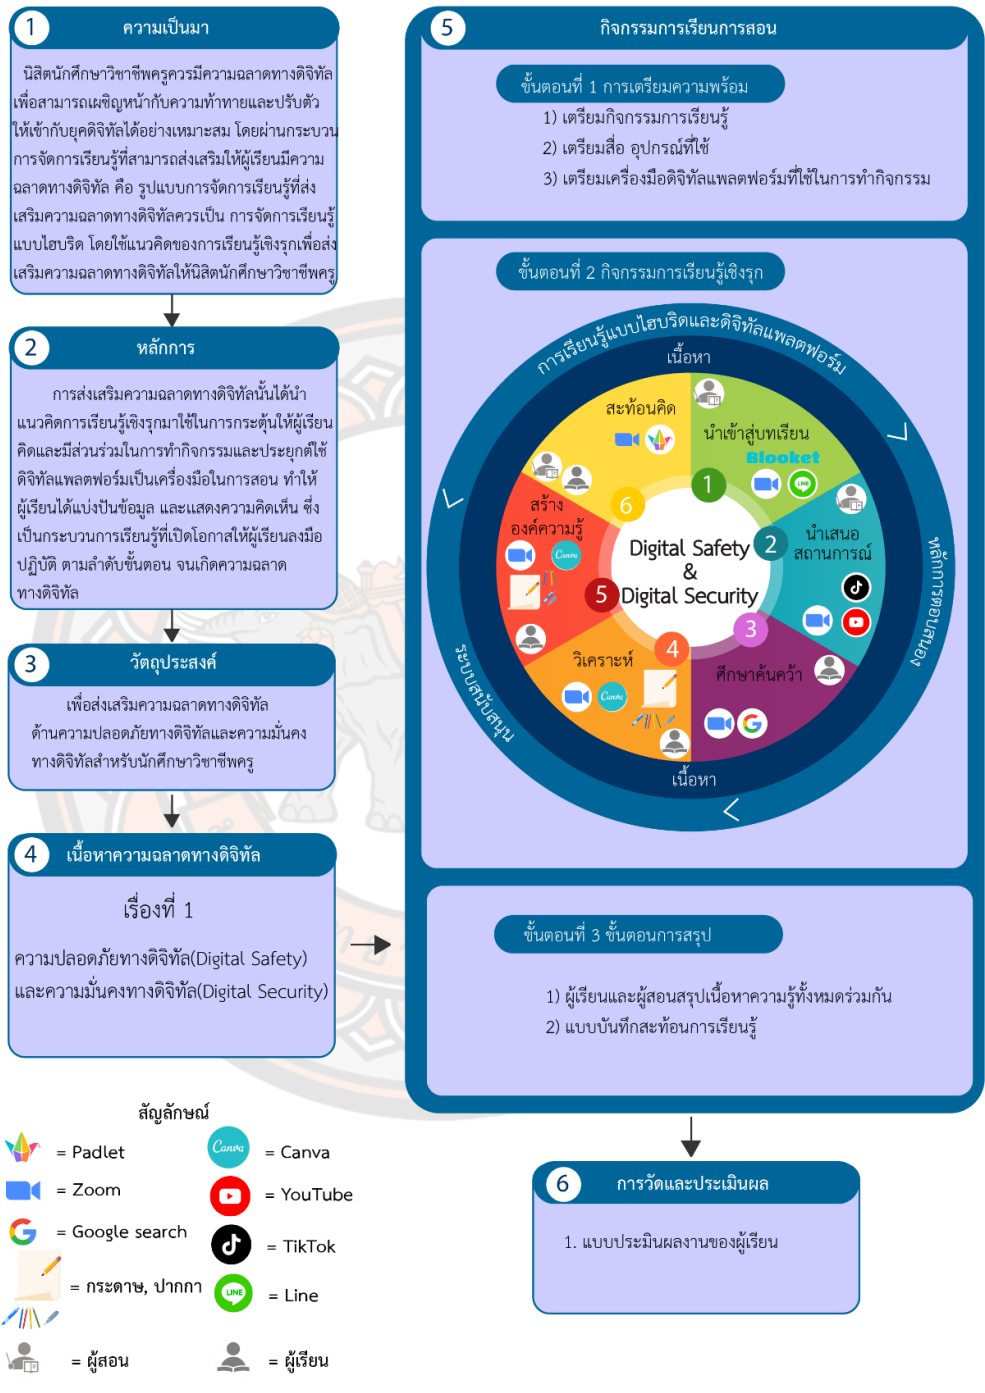 1
ความเป็นมา
นิสิตนักศึกษาวิชาชีพครูควรมีความฉลาดทางดิจิทัล
เพื่อสามารถเผชิญหน้ากับความท้าทายและปรับตัว
ให้เข้ากับยุคดิจิทัลได้อย่างเหมาะสม โดยผ่านกระบวน
การจัดการเรียนรู้ที่สามารถส่งเสริมให้ผู้เรียนมีความ
ฉลาดทางดิจิทัล คือ รูปแบบการจัดการเรียนรู้ที่ส่ง
เสริมความฉลาดทางดิจิทัลควรเป็น การจัดการเรียนรู้
แบบไฮบริด โดยใช้แนวคิดของการเรียนรู้เชิงรุกเพื่อส่ง
เสริมความฉลาดทางดิจิทัลให้นิสิตนักศึกษาวิชาชีพครู
2
หลักการ
การส่งเสริมความฉลาดทางดิจิทัลนั้นได้นำ
แนวคิดการเรียนรู้เชิงรุกมาใช้ในการกระตุ้นให้ผู้เรียน
คิดและมีส่วนร่วมในการทำกิจกรรมและประยุกต์ใช้
ดิจิทัลแพลตฟอร์มเป็นเครื่องมือในการสอน ทำให้
ผู้เรียนได้แบ่งปันข้อมูล และแสดงความคิดเห็น ซึ่ง
เป็นกระบวนการเรียนรู้ที่เปิดโอกาสให้ผู้เรียนลงมือ
ปฏิบัติ ตามลำดับขั้นตอน จนเกิดความฉลาด
ทางดิจิทัล
3
วัตถุประสงค์
เพื่อส่งเสริมความฉลาดทางดิจิทัล
ด้านความปลอดภัยทางดิจิทัลและความมั่นคง
ทางดิจิทัลสำหรับนักศึกษาวิชาชีพครู
4
เนื้อหาความฉลาดทางดิจิทัล
เรื่องที่ 1
ความปลอดภัยทางดิจิทัล(Digital Safety)
และความมั่นคงทางดิจิทัล(Digital Security)
5
กิจกรรมการเรียนการสอน
ขั้นตอนที่ 1 การเตรียมความพร้อม
1) เตรียมกิจกรรมการเรียนรู้
2) เตรียมสื่อ อุปกรณ์ที่ใช้
3) เตรียมเครื่องมือดิจิทัลแพลตฟอร์มที่ใช้ในการทำกิจกรรม
ขั้นตอนที่ 2 กิจกรรมการเรียนรู้เชิงรุก
การเรียนรู้แบบไฮบริดและดิจิทัลแพลตฟอร์ม
หลักการตอบสนอง
ระบบสนับสนุน
เนื้อหา
นำเข้าสู่บทเรียน
Blooket
LINE
1
นำเสนอ
สถานการณ์
2
ศึกษาค้นคว้า
3
วิเคราะห์
Canva
4
สร้าง
องค์ความรู้
Canva
5
สะท้อนคิด
6
Digital Safety
&
Digital Security
เนื้อหา
ขั้นตอนที่ 3 ขั้นตอนการสรุป
1) ผู้เรียนและผู้สอนสรุปเนื้อหาความรู้ทั้งหมดร่วมกัน
2) แบบบันทึกสะท้อนการเรียนรู้
6
การวัดและประเมินผล
1. แบบประมินผลงานของผู้เรียน
สัญลักษณ์
= Padlet
Canva
= Canva
= Zoom
= YouTube
= Google search
= TikTok
= กระดาษ, ปากกา
LINE
= Line
= ผู้สอน
= ผู้เรียน